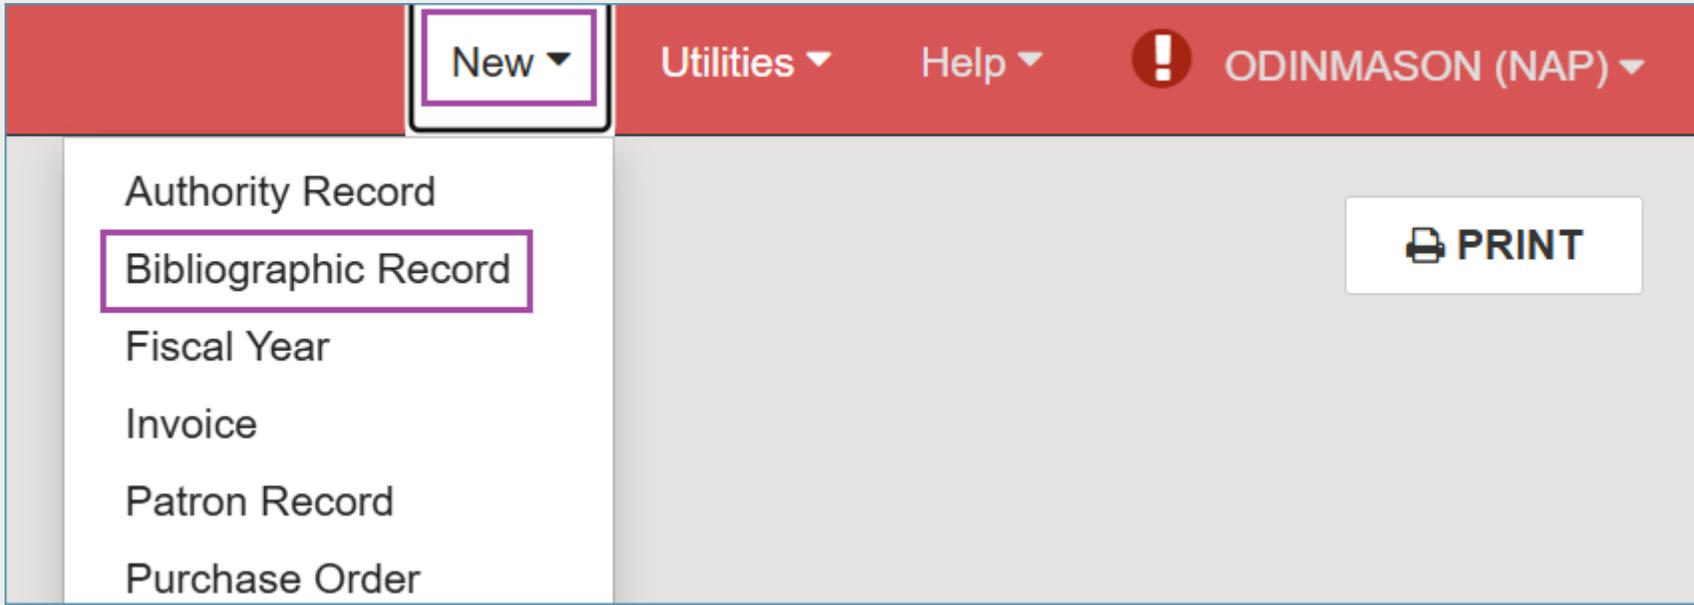 New Utilities Help ODINMASON (NAP)
Authority Record
Bibliographic Record
PRINT
Fiscal Year
Invoice
Patron Record
Purchase Order